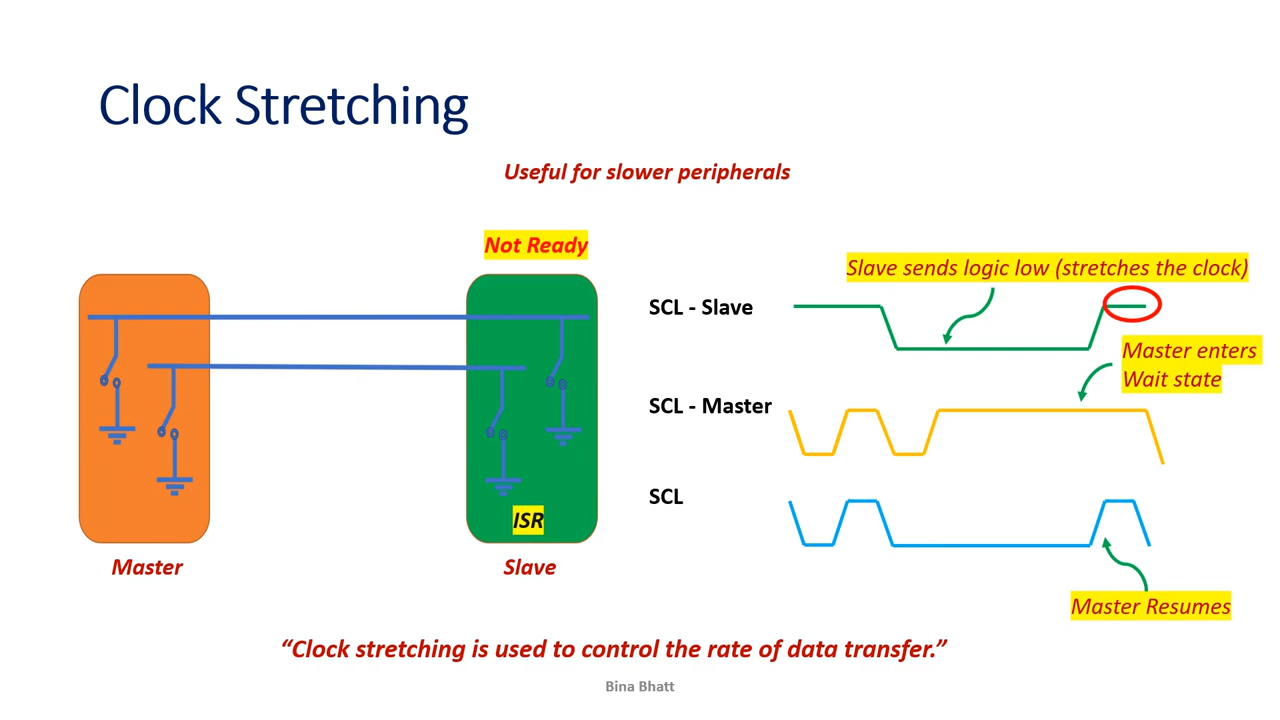 Clock Stretching
Useful for slower peripherals
Not Ready
Slave sends logic low (stretches the clock)
SCL - Slave
Master enters
Wait state
SCL - Master
SCL
ISR
Master
Slave
Master Resumes
“Clock stretching is used to control the rate of data transfer.”
Bina Bhatt